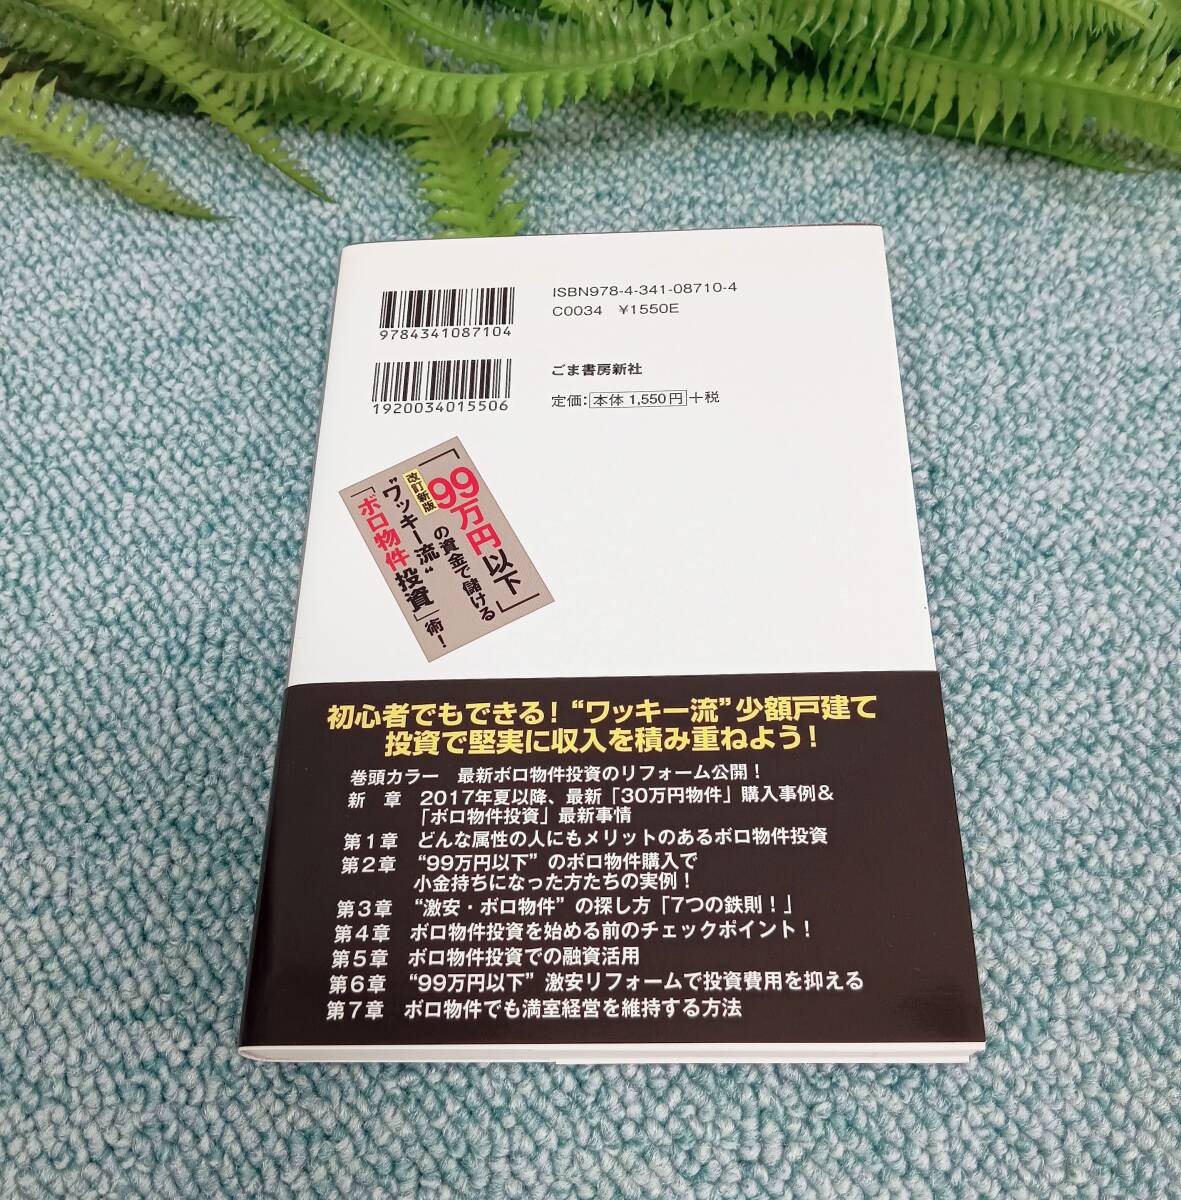 ISBN978-4-341-08710-4
C0034 ¥1550E
9784341087104
ごま書房新社
定価：本体 1,550円+税
1920034015506
改訂新版
「99万円以下」
の資金で儲ける
“ワッキー流”
「ボロ物件投資」術！
初心者でもできる！“ワッキー流”少額戸建て
投資で堅実に収入を積み重ねよう！
巻頭カラー 最新ボロ物件投資のリフォーム公開！
新 章 2017年夏以降、最新「30万円物件」購入事例＆
「ボロ物件投資」最新事情
第1章 どんな属性の人にもメリットのあるボロ物件投資
第2章 “99万円以下”のボロ物件購入で
小金持ちになった方たちの実例！
第3章 “激安・ボロ物件”の探し方「7つの鉄則！」
第4章 ボロ物件投資を始める前のチェックポイント！
第5章 ボロ物件投資での融資活用
第6章 “99万円以下”激安リフォームで投資費用を抑える
第7章 ボロ物件でも満室経営を維持する方法